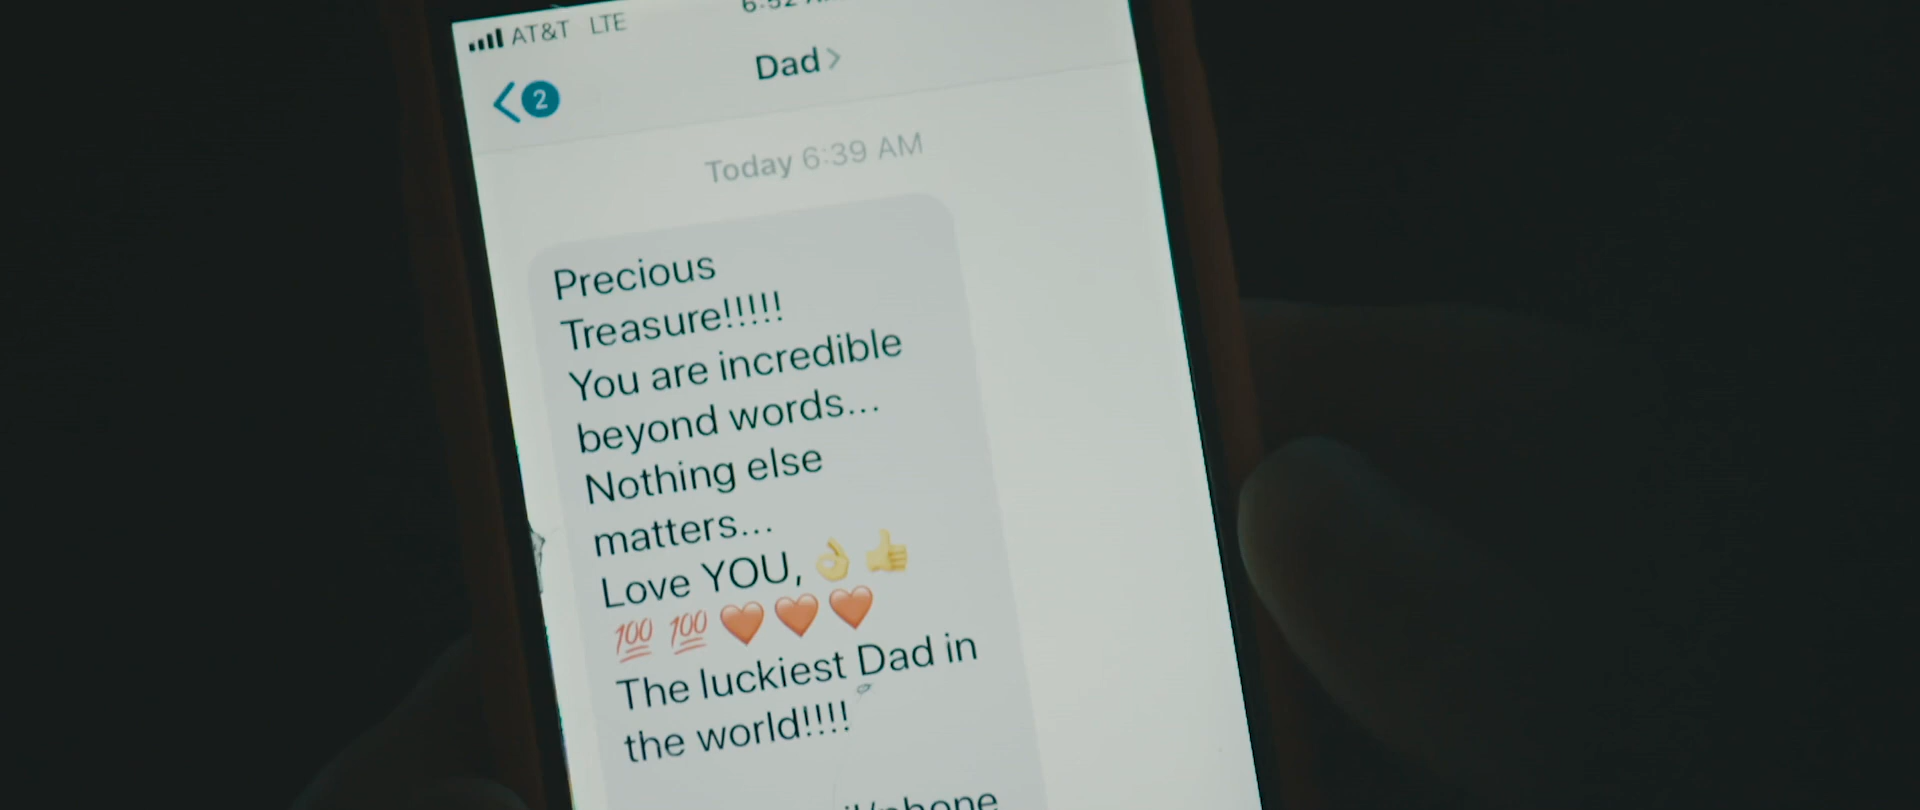 AT&T LTE
Dad
2
Today 6:39 AM
Precious
Treasure!!!!!
You are incredible
beyond words...
Nothing else
matters...
Love YOU, 👌👍
💯 💯 ❤️ ❤️ ❤️
The luckiest Dad in
the world!!!!